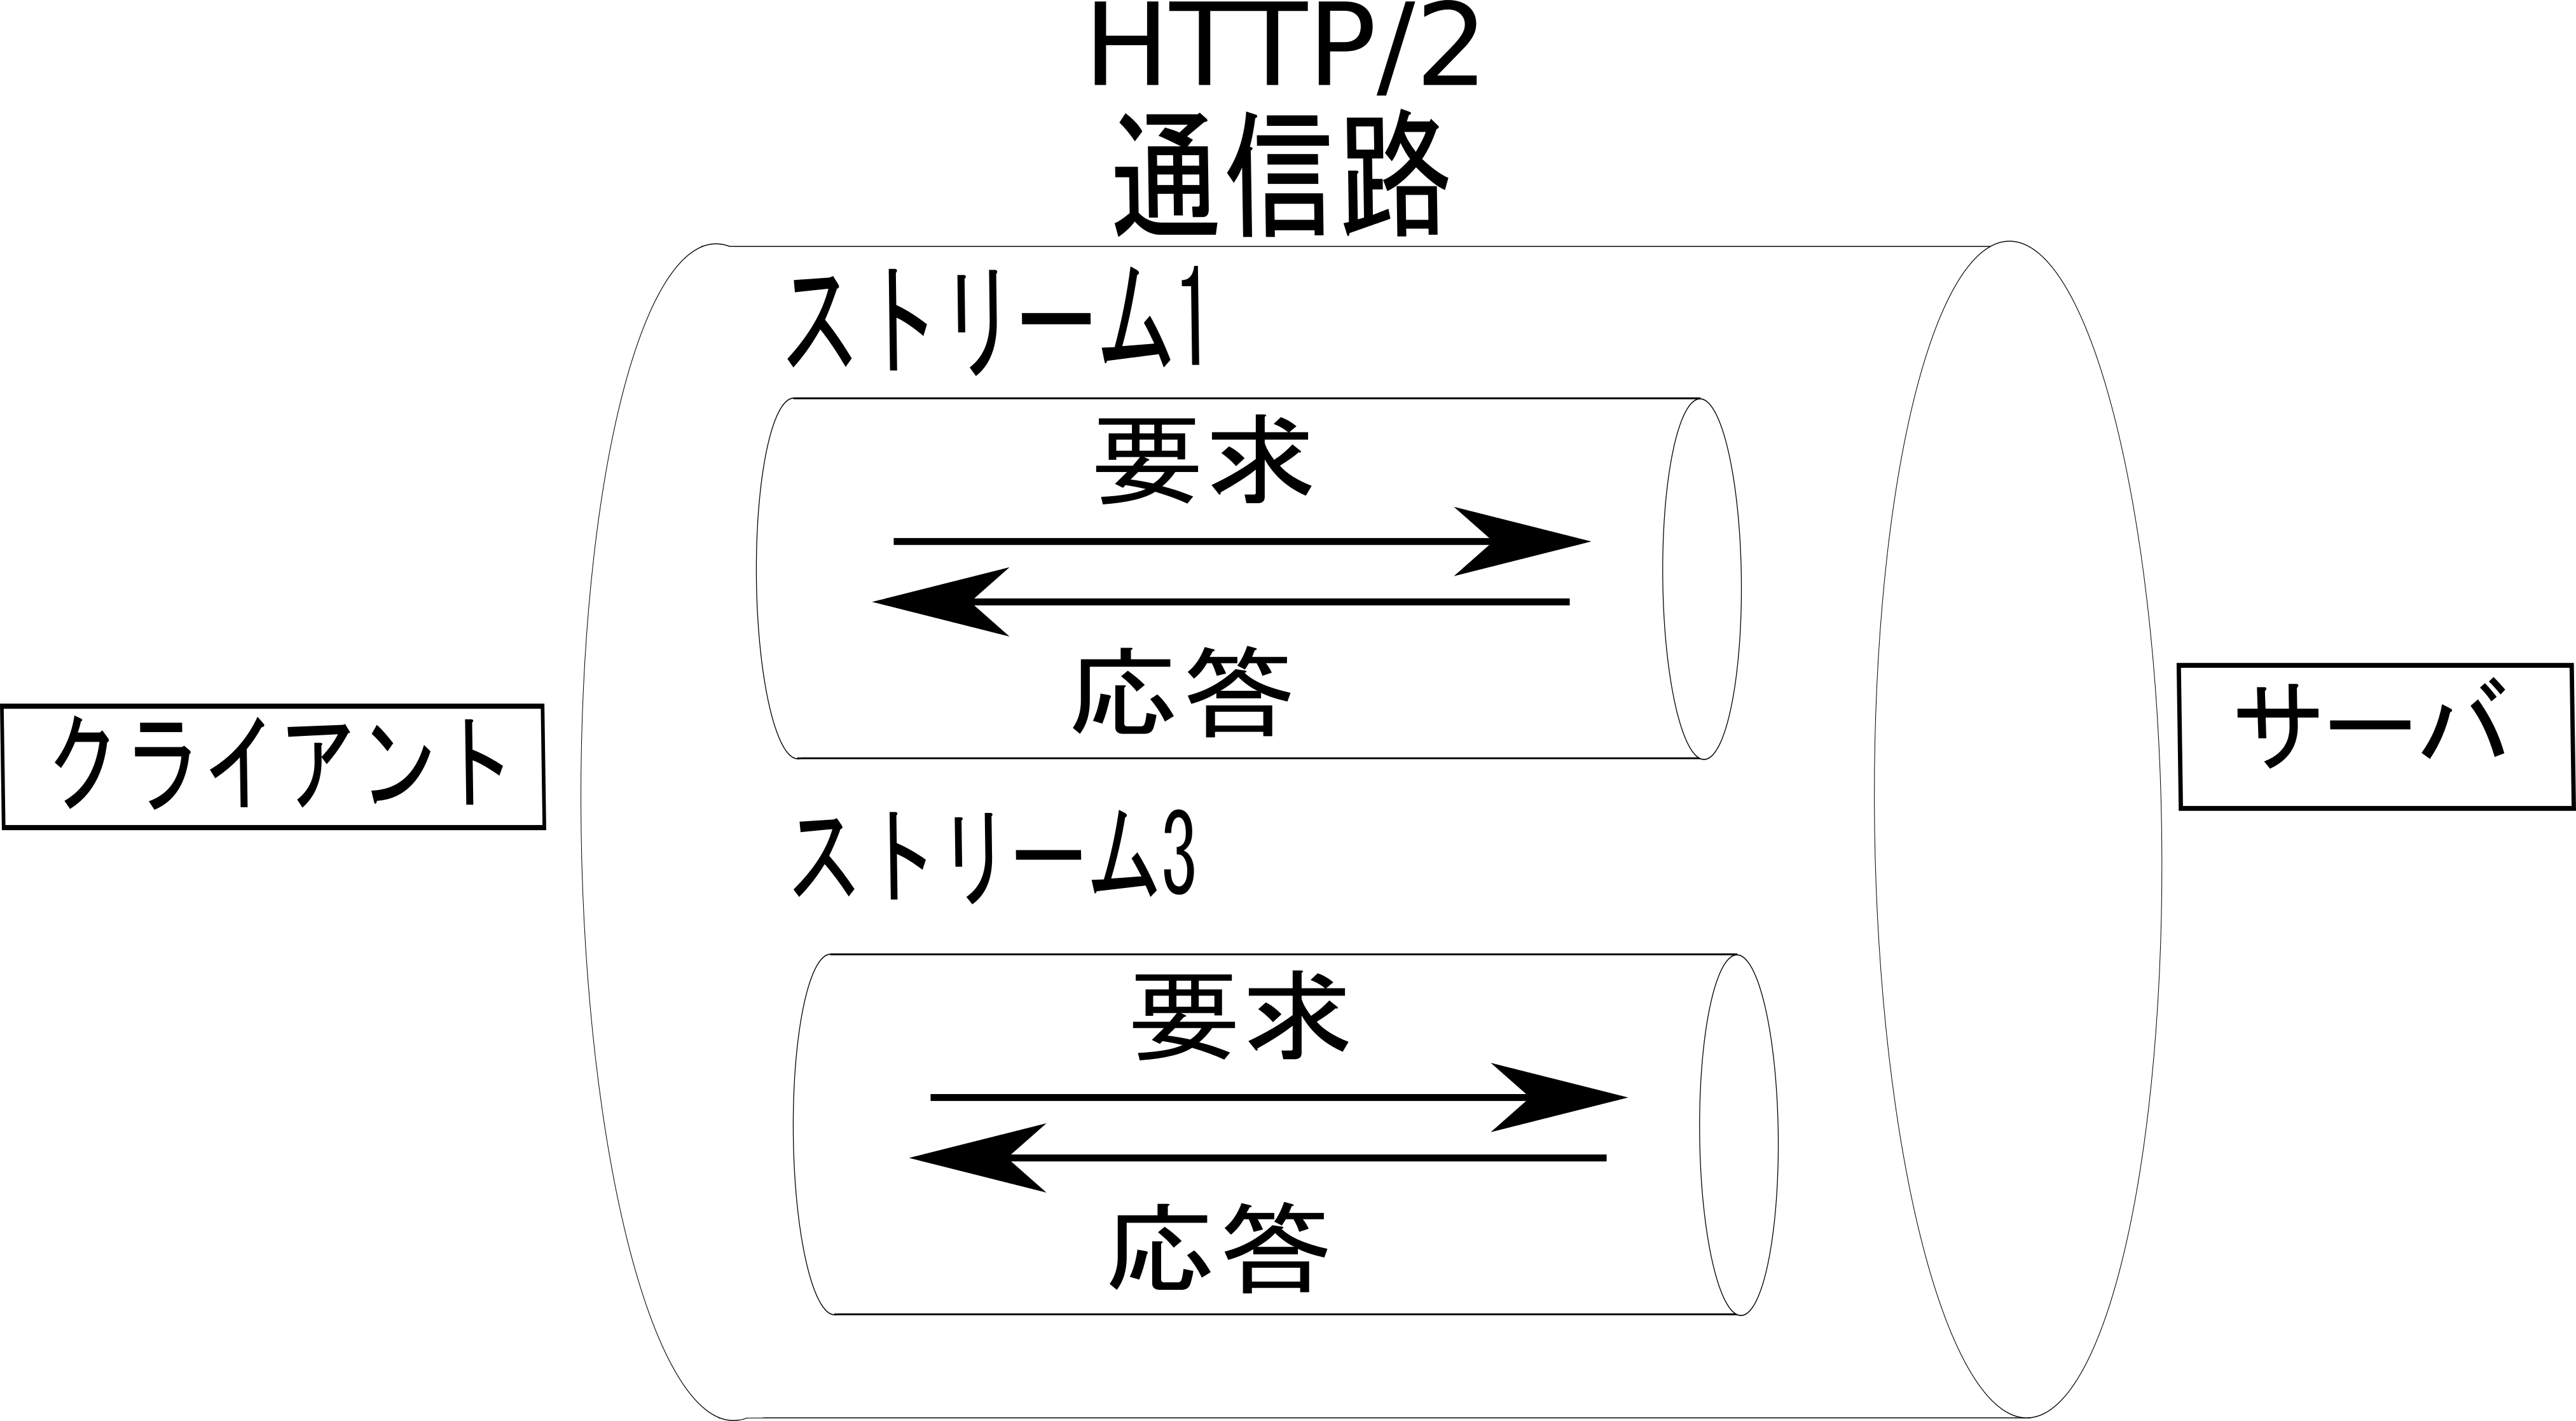 HTTP/2
通信路
ストリーム1
要求
応答
クライアント
サーバ
ストリーム3
要求
応答